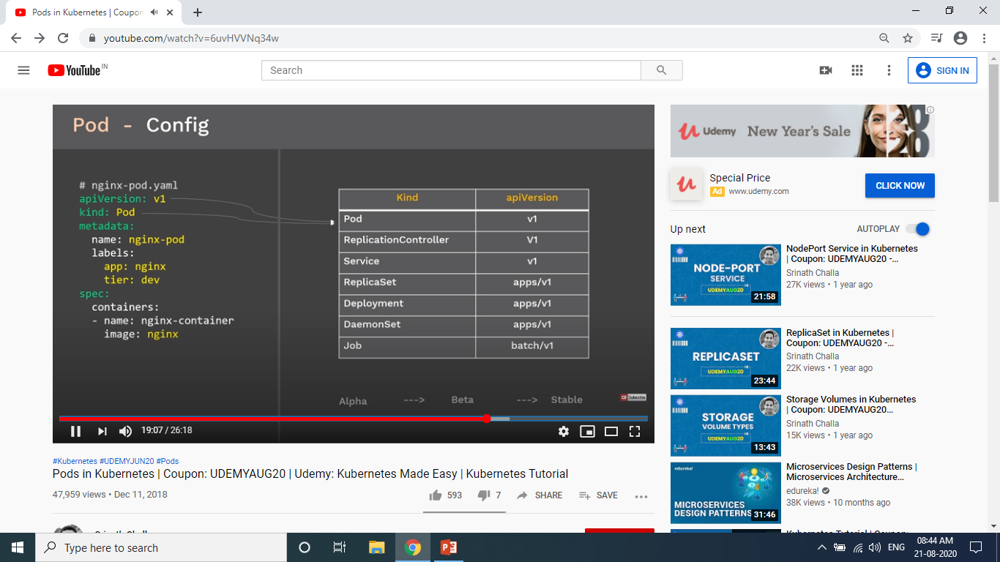 Pods in Kubernetes | Coupon
youtube.com/watch?v=6uvHVVNq34w
YouTube IN
Search
SIGN IN
Pod - Config
# nginx-pod.yaml
apiVersion: v1
kind: Pod
metadata:
name: nginx-pod
labels:
app: nginx
tier: dev
spec:
containers:
- name: nginx-container
image: nginx
Kind apiVersion
Pod v1
ReplicationController V1
Service v1
ReplicaSet apps/v1
Deployment apps/v1
DaemonSet apps/v1
Job batch/v1
Alpha ---> Beta ---> Stable
Subscribe
19:07 / 26:18
#Kubernetes #UDEMYJUN20 #Pods
Pods in Kubernetes | Coupon: UDEMYAUG20 | Udemy: Kubernetes Made Easy | Kubernetes Tutorial
47,959 views • Dec 11, 2018
593 7 SHARE SAVE
Udemy New Year's Sale
Special Price
Ad www.udemy.com
CLICK NOW
Up next AUTOPLAY
NODE-PORT
SERVICE
UDEMYAUG20
21:58
NodePort Service in Kubernetes
| Coupon: UDEMYAUG20 -...
Srinath Challa
27K views • 1 year ago
REPLICASET
UDEMYAUG20
23:44
ReplicaSet in Kubernetes |
Coupon: UDEMYAUG20 -...
Srinath Challa
22K views • 1 year ago
STORAGE
VOLUME TYPES
UDEMYAUG20
13:43
Storage Volumes in Kubernetes
| Coupon: UDEMYAUG20...
Srinath Challa
15K views • 1 year ago
edureka!
MICROSERVICES
DESIGN PATTERNS
31:46
Microservices Design Patterns |
Microservices Architecture...
edureka!
38K views • 10 months ago
Type here to search
ENG
08:44 AM
21-08-2020